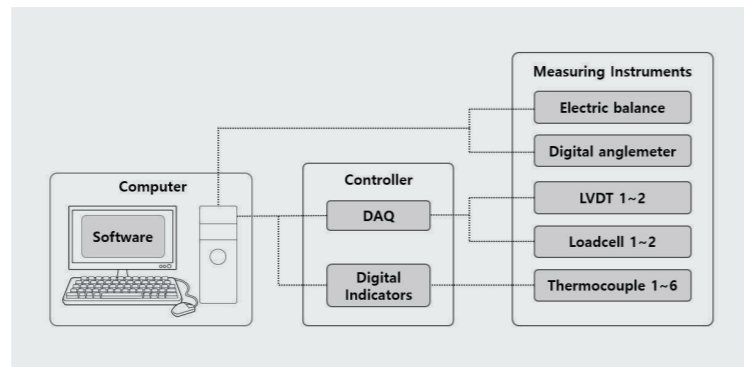 Measuring Instruments
Electric balance
Digital anglemeter
Controller
Computer
LVDT 1~2
DAQ
Software
Loadcell 1~2
Digital
Indicators
Thermocouple 1~6